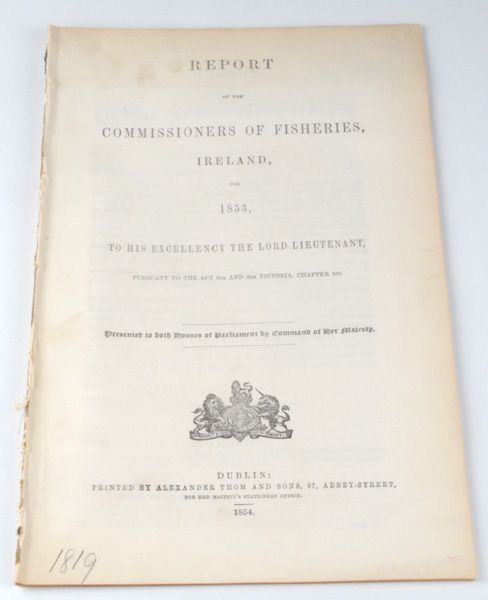 REPORT
OF THE
COMMISSIONERS OF FISHERIES,
IRELAND,
FOR
1853,
TO HIS EXCELLENCY THE LORD LIEUTENANT,
PURSUANT TO THE ACT 5TH AND 6TH VICTORIA, CHAPTER 106
Presented to both Houses of Parliament by Command of Her Majesty.
DUBLIN:
PRINTED BY ALEXANDER THOM AND SONS, 87, ABBEY-STREET,
FOR HER MAJESTY'S STATIONERY OFFICE.
1854.
1819